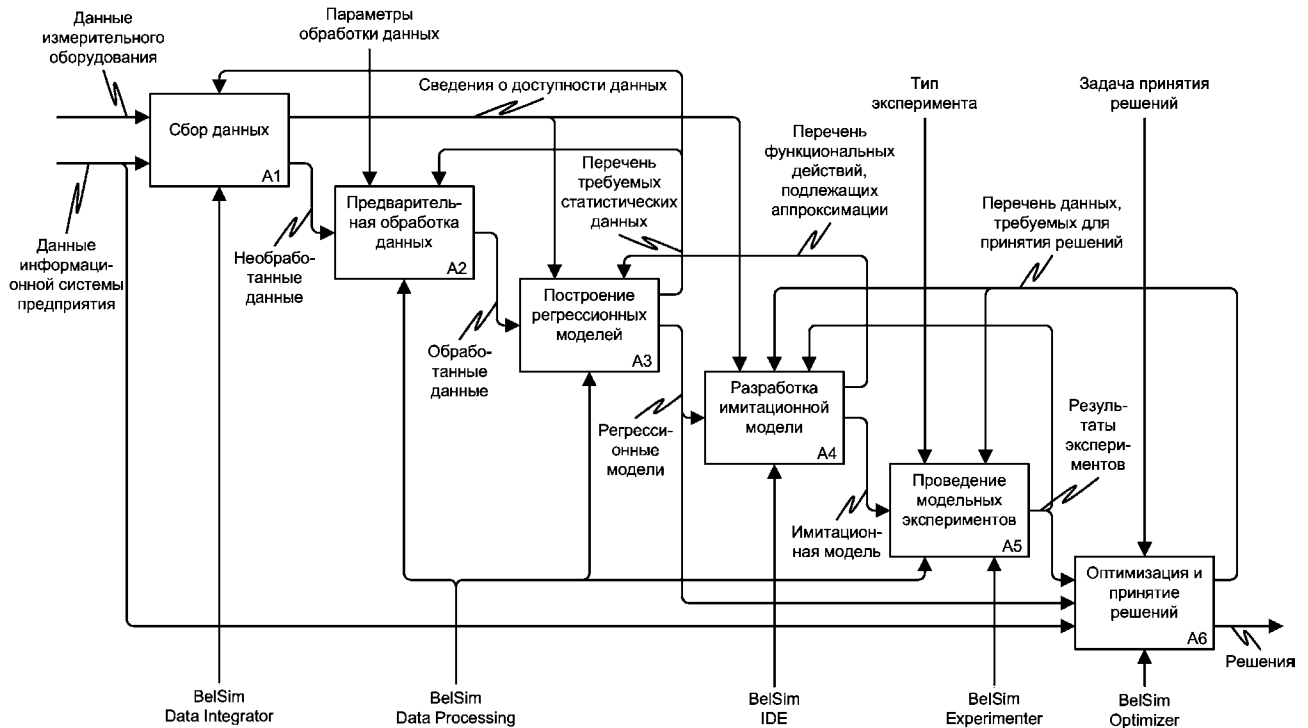 Данные
измерительного
оборудования
Параметры
обработки данных
Сведения о доступности данных
Тип
эксперимента
Задача принятия
решений
Сбор данных
A1
Перечень
функциональных
действий,
подлежащих
аппроксимации
Перечень
требуемых
статистических
данных
Предваритель-
ная обработка
данных
A2
Перечень данных,
требуемых для
принятия решений
Данные
информаци-
онной системы
предприятия
Необрабо-
танные
данные
Построение
регрессионных
моделей
A3
Обрабо-
танные
данные
Разработка
имитационной
модели
A4
Регресси-
онные
модели
Резуль-
таты
экспери-
ментов
Проведение
модельных
экспериментов
A5
Имитацион-
ная модель
Оптимизация и
принятие
решений
A6
Решения
BelSim
Data Integrator
BelSim
Data Processing
BelSim
IDE
BelSim
Experimenter
BelSim
Optimizer